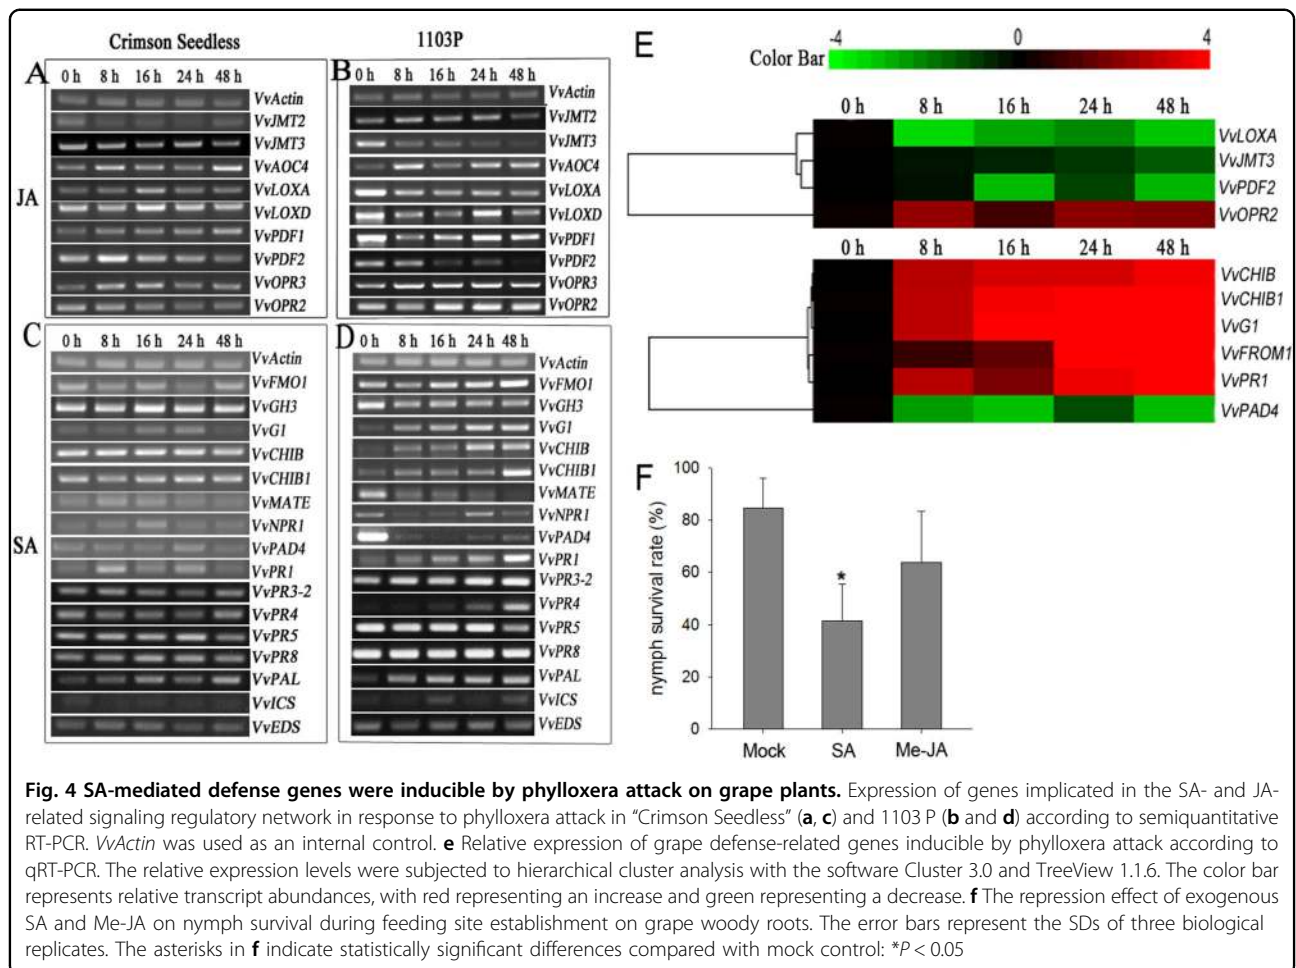 Crimson Seedless
1103P
A
0 h 8 h 16 h 24 h 48 h
VvActin
VvJMT2
VvJMT3
VvAOC4
VvLOXA
VvLOXD
VvPDF1
VvPDF2
VvOPR3
VvOPR2
JA
B
0 h 8 h 16 h 24 h 48 h
VvActin
VvJMT2
VvJMT3
VvAOC4
VvLOXA
VvLOXD
VvPDF1
VvPDF2
VvOPR3
VvOPR2
C
0 h 8 h 16 h 24 h 48 h
VvActin
VvFMO1
VvGH3
VvG1
VvCHIB
VvCHIB1
VvMATE
VvNPR1
VvPAD4
VvPR1
VvPR3-2
VvPR4
VvPR5
VvPR8
VvPAL
VvICS
VvEDS
SA
D
0 h 8 h 16 h 24 h 48 h
VvActin
VvFMO1
VvGH3
VvG1
VvCHIB
VvCHIB1
VvMATE
VvNPR1
VvPAD4
VvPR1
VvPR3-2
VvPR4
VvPR5
VvPR8
VvPAL
VvICS
VvEDS
E
-4 0 4
Color Bar
0 h 8 h 16 h 24 h 48 h
VvLOXA
VvJMT3
VvPDF2
VvOPR2
0 h 8 h 16 h 24 h 48 h
VvCHIB
VvCHIB1
VvG1
VvFROM1
VvPR1
VvPAD4
F
nymph survival rate (%)
100
80
60
40
20
0
*
Mock SA Me-JA
Fig. 4 SA-mediated defense genes were inducible by phylloxera attack on grape plants. Expression of genes implicated in the SA- and JA-
related signaling regulatory network in response to phylloxera attack in “Crimson Seedless” (a, c) and 1103 P (b and d) according to semiquantitative
RT-PCR. VvActin was used as an internal control. e Relative expression of grape defense-related genes inducible by phylloxera attack according to
qRT-PCR. The relative expression levels were subjected to hierarchical cluster analysis with the software Cluster 3.0 and TreeView 1.1.6. The color bar
represents relative transcript abundances, with red representing an increase and green representing a decrease. f The repression effect of exogenous
SA and Me-JA on nymph survival during feeding site establishment on grape woody roots. The error bars represent the SDs of three biological
replicates. The asterisks in f indicate statistically significant differences compared with mock control: *P < 0.05